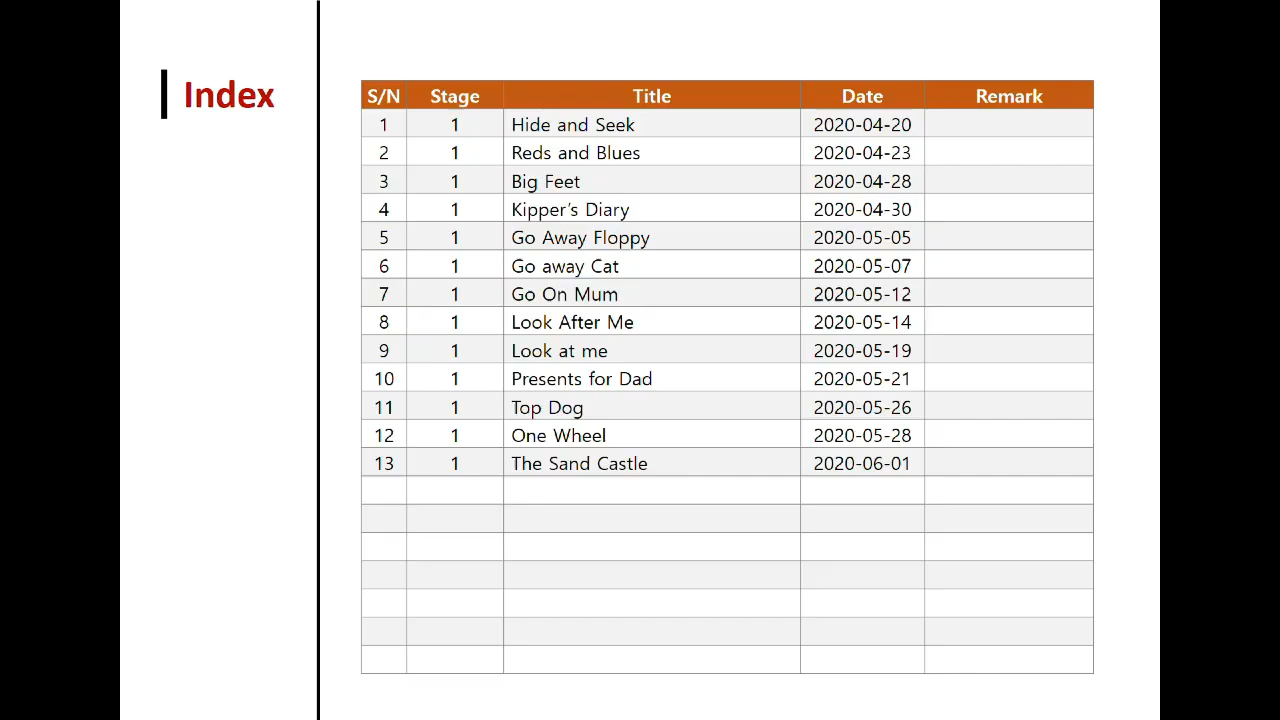 Index
S/N Stage Title Date Remark
1 1 Hide and Seek 2020-04-20
2 1 Reds and Blues 2020-04-23
3 1 Big Feet 2020-04-28
4 1 Kipper's Diary 2020-04-30
5 1 Go Away Floppy 2020-05-05
6 1 Go away Cat 2020-05-07
7 1 Go On Mum 2020-05-12
8 1 Look After Me 2020-05-14
9 1 Look at me 2020-05-19
10 1 Presents for Dad 2020-05-21
11 1 Top Dog 2020-05-26
12 1 One Wheel 2020-05-28
13 1 The Sand Castle 2020-06-01